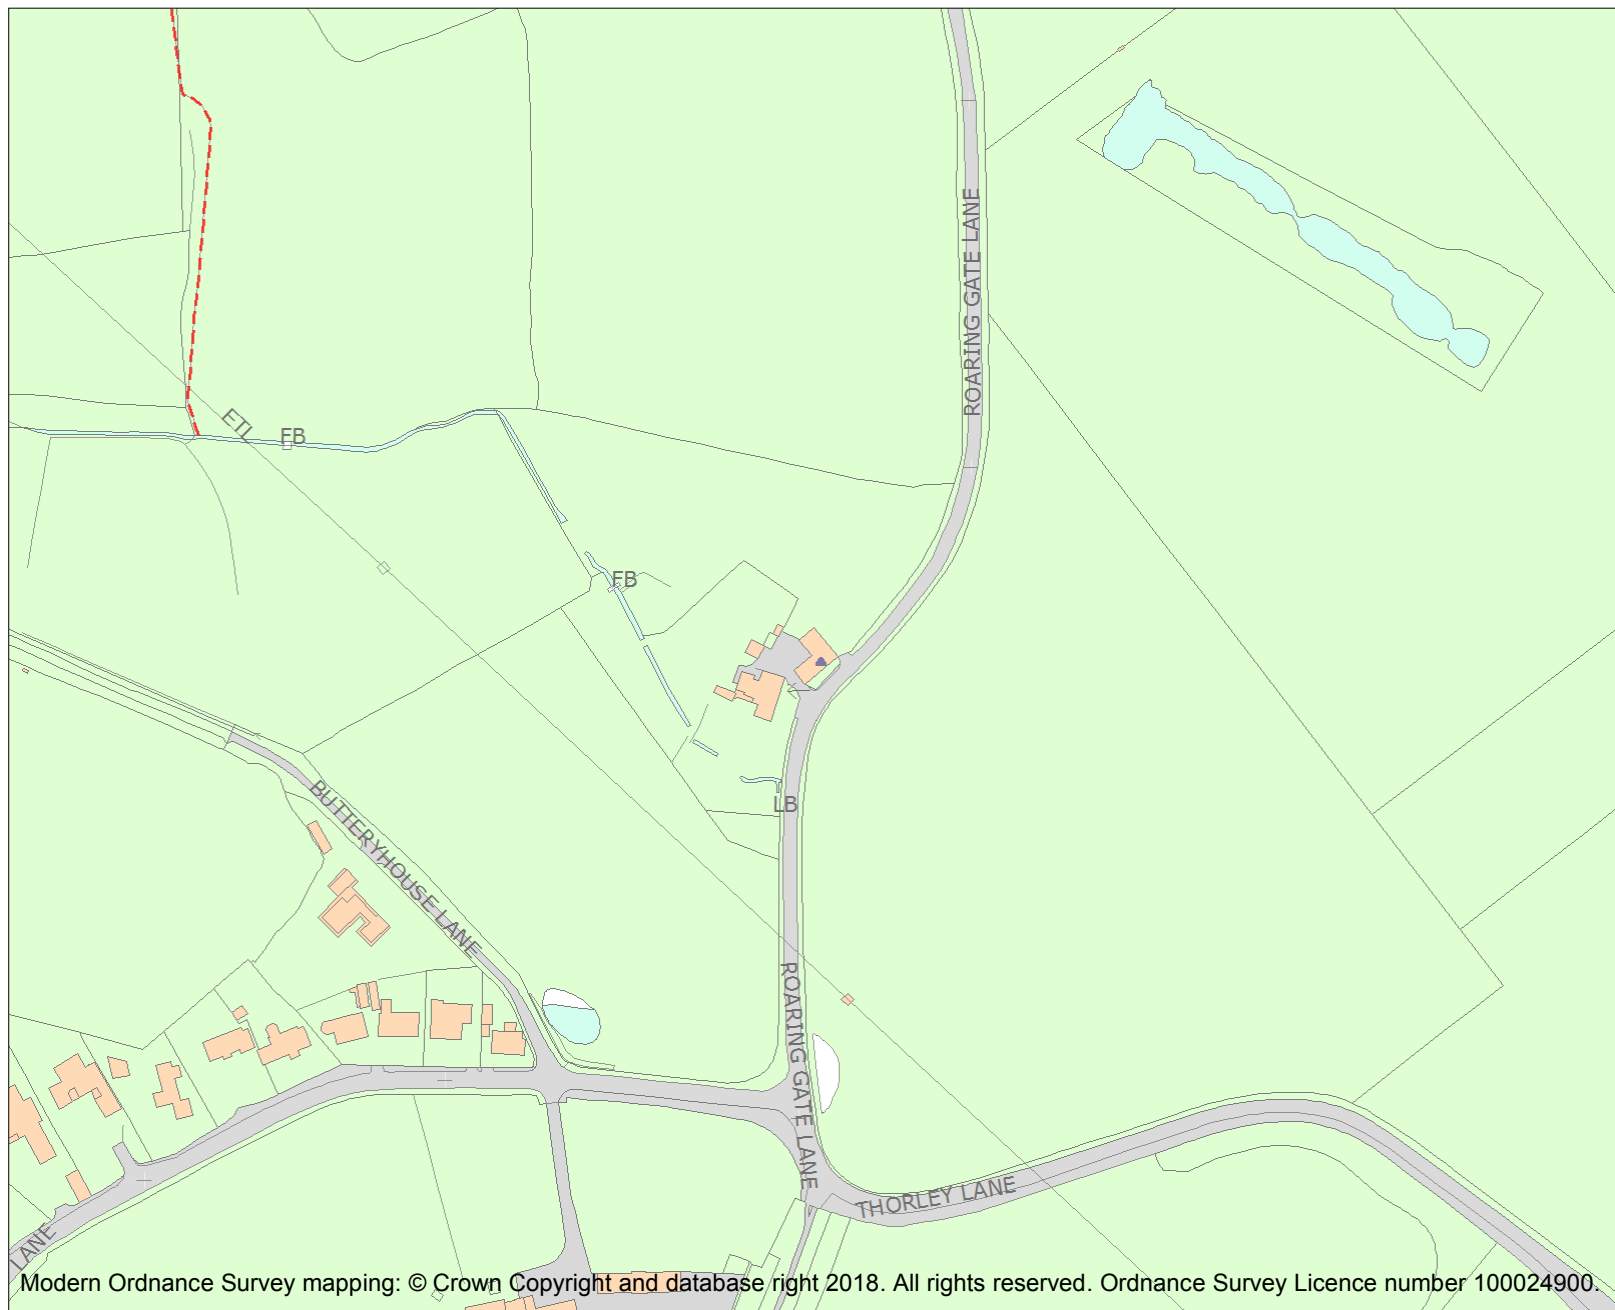 ROARING GATE LANE
ETL
FB
FB
LB
BUTTERYHOUSE LANE
ROARING GATE LANE
THORLEY LANE
LANE
Modern Ordnance Survey mapping: © Crown Copyright and database right 2018. All rights reserved. Ordnance Survey Licence number 100024900.